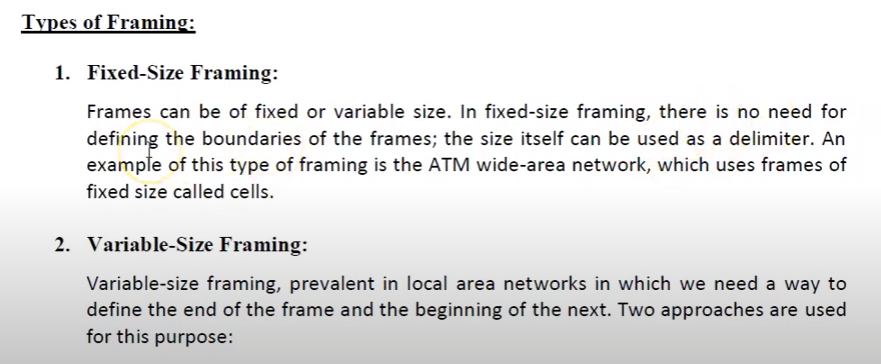 Types of Framing:
1. Fixed-Size Framing:
Frames can be of fixed or variable size. In fixed-size framing, there is no need for
defining the boundaries of the frames; the size itself can be used as a delimiter. An
example of this type of framing is the ATM wide-area network, which uses frames of
fixed size called cells.
2. Variable-Size Framing:
Variable-size framing, prevalent in local area networks in which we need a way to
define the end of the frame and the beginning of the next. Two approaches are used
for this purpose: